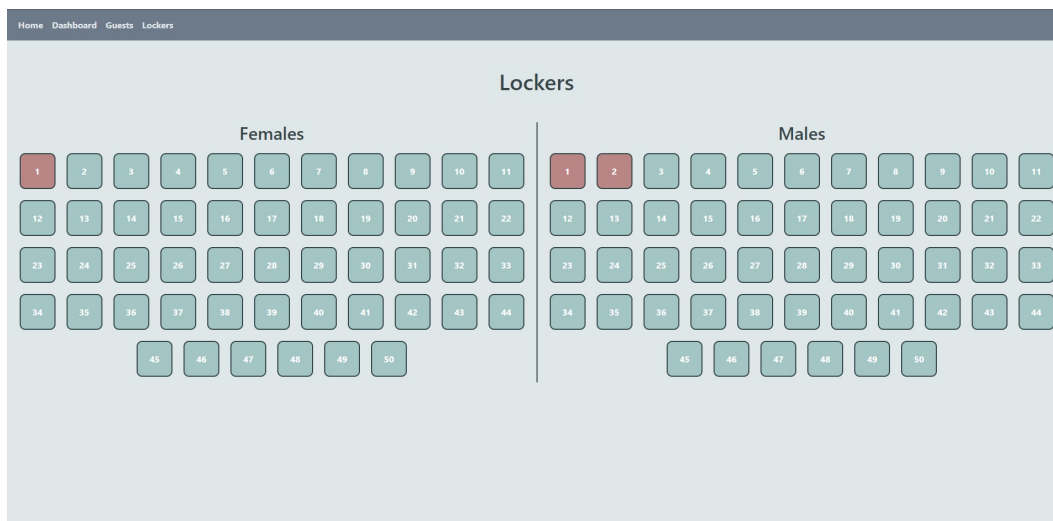 Home Dashboard Guests Lockers
Lockers
Females
1 2 3 4 5 6 7 8 9 10 11
12 13 14 15 16 17 18 19 20 21 22
23 24 25 26 27 28 29 30 31 32 33
34 35 36 37 38 39 40 41 42 43 44
45 46 47 48 49 50
Males
1 2 3 4 5 6 7 8 9 10 11
12 13 14 15 16 17 18 19 20 21 22
23 24 25 26 27 28 29 30 31 32 33
34 35 36 37 38 39 40 41 42 43 44
45 46 47 48 49 50